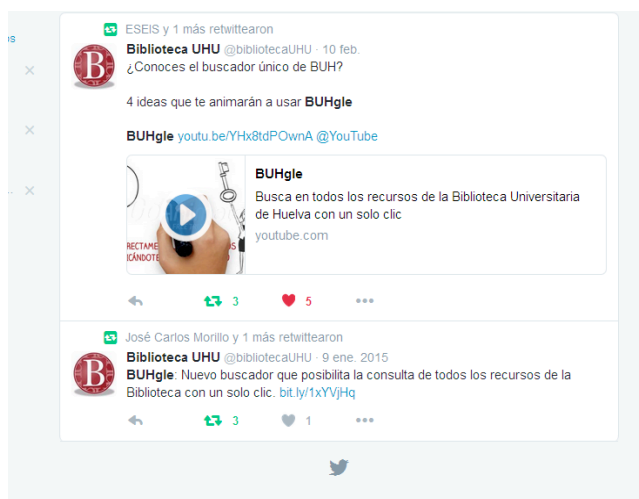 os
ESEIS y 1 más retwittearon
Biblioteca UHU @bibliotecaUHU · 10 feb.
¿Conoces el buscador único de BUH?
4 ideas que te animarán a usar BUHgle
BUHgle youtu.be/YHx8tdPOwnA @YouTube
BUHgle
Busca en todos los recursos de la Biblioteca Universitaria
de Huelva con un solo clic
youtube.com
3 5
José Carlos Morillo y 1 más retwittearon
Biblioteca UHU @bibliotecaUHU · 9 ene. 2015
BUHgle: Nuevo buscador que posibilita la consulta de todos los recursos de la
Biblioteca con un solo clic. bit.ly/1xYVjHq
3 1